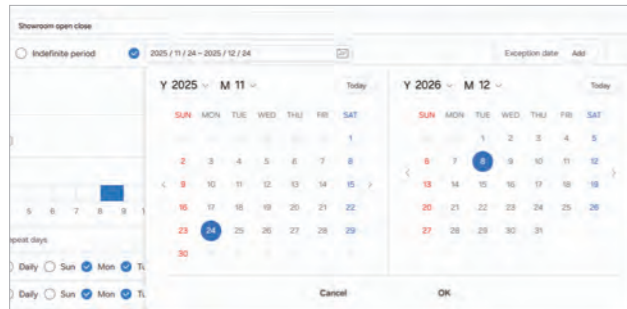 Showroom open close
Indefinite period 2025 / 11 / 24 ~ 2025 / 12 / 24 Exception date Add
Y 2025 M 11 Today Y 2026 M 12 Today
SUN MON TUE WED THU FRI SAT SUN MON TUE WED THU FRI SAT
1 1 2 3 4 5
2 3 4 5 6 7 8 6 7 8 9 10 11 12
9 10 11 12 13 14 15 13 14 15 16 17 18 19
16 17 18 19 20 21 22 20 21 22 23 24 25 26
5 6 7 8 9 1
23 24 25 26 27 28 29 27 28 29 30 31
epeat days
30
Daily Sun Mon Tu
Cancel OK
Daily Sun Mon Tu